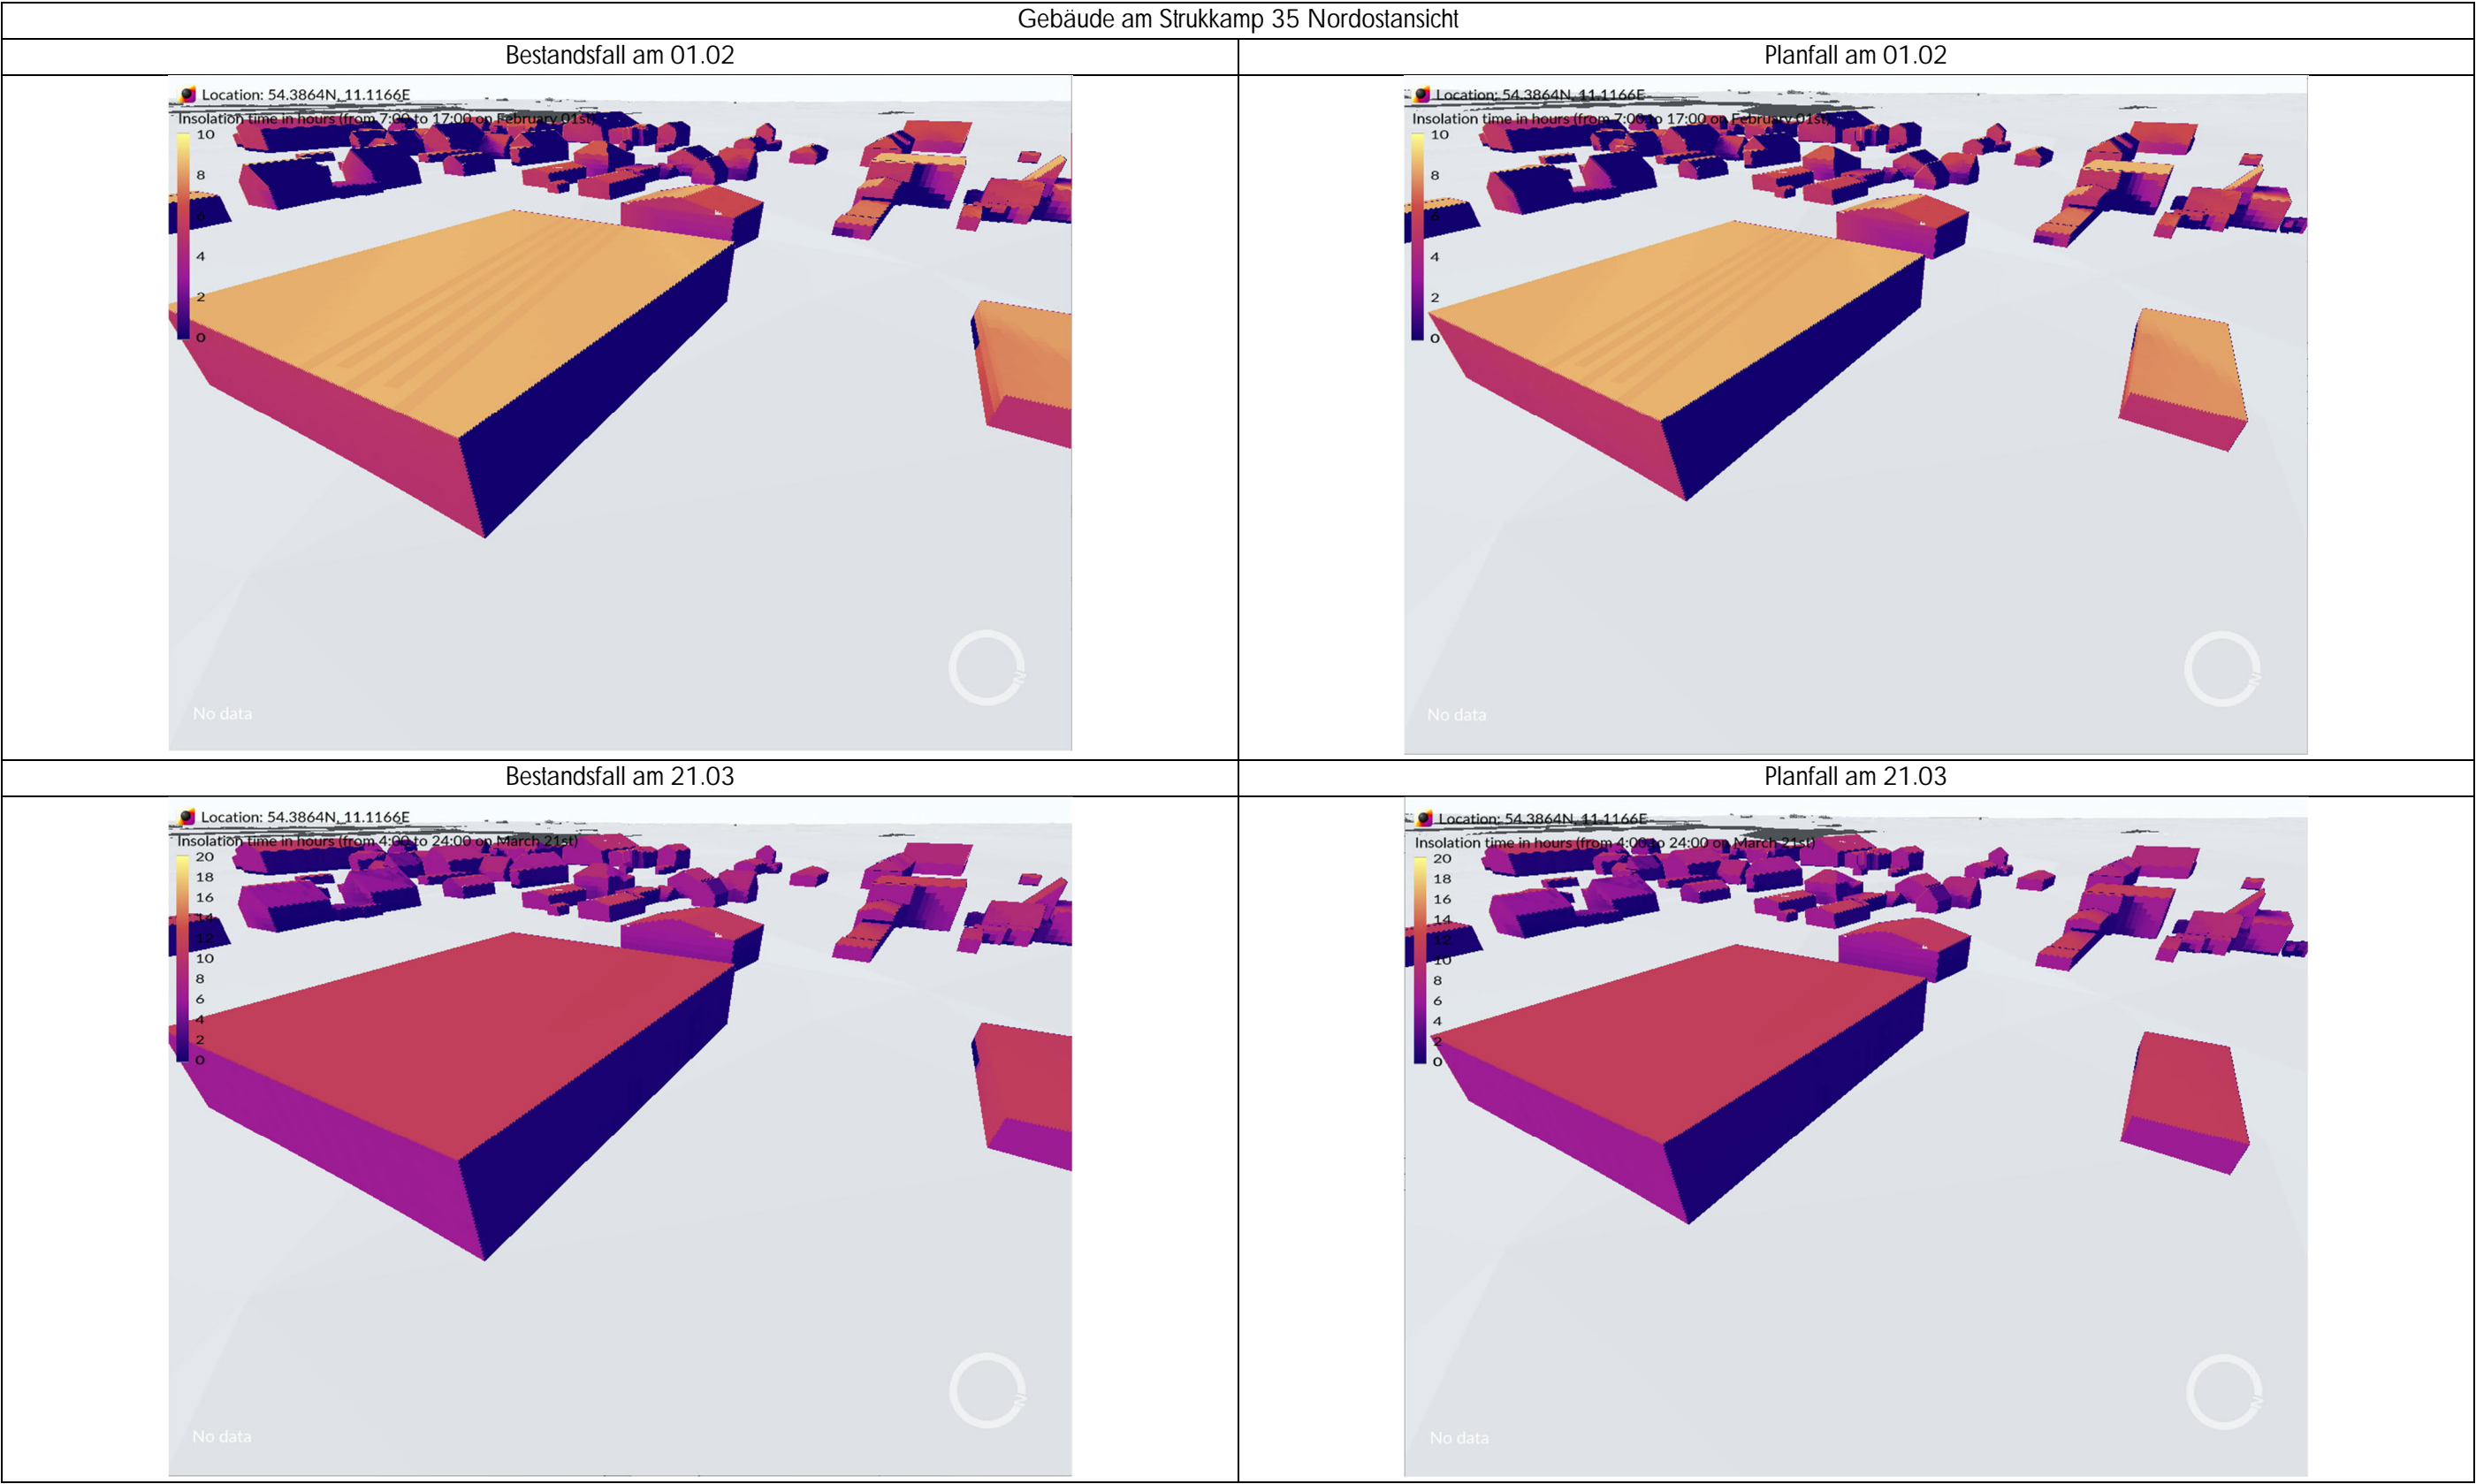 Gebäude am Strukkamp 35 Nordostansicht
Bestandsfall am 01.02
Planfall am 01.02
Location: 54.3864N, 11.1166E
Insolation time in hours (from 7:00 to 17:00 on February 01st)
10
8
6
4
2
0
N
No data
Location: 54.3864N, 11.1166E
Insolation time in hours (from 7:00 to 17:00 on February 01st)
10
8
6
4
2
0
N
No data
Bestandsfall am 21.03
Planfall am 21.03
Location: 54.3864N, 11.1166E
Insolation time in hours (from 4:00 to 24:00 on March 21st)
20
18
16
14
12
10
8
6
4
2
0
N
No data
Location: 54.3864N, 11.1166E
Insolation time in hours (from 4:00 to 24:00 on March 21st)
20
18
16
14
12
10
8
6
4
2
0
N
No data